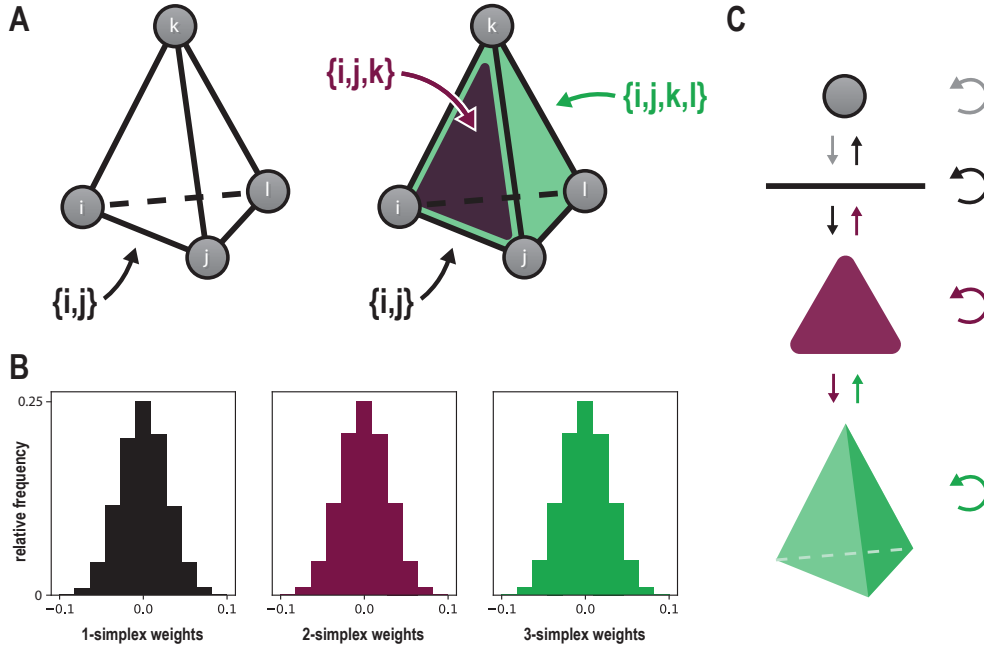 A
k
i
l
j
{i,j}
{i,j,k}
k
{i,j,k,l}
i
l
j
{i,j}
B
relative frequency
0.25
0
−0.1 0.0 0.1
1-simplex weights
−0.1 0.0 0.1
2-simplex weights
−0.1 0.0 0.1
3-simplex weights
C